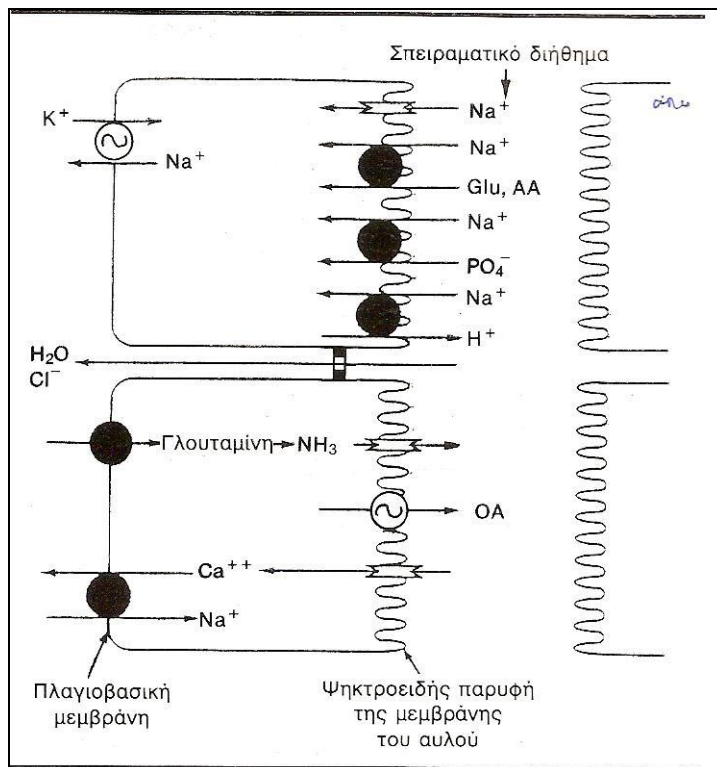 Σπειραματικό διήθημα
K⁺
Na⁺
Na⁺
Na⁺
Glu, AA
Na⁺
PO₄⁻
Na⁺
H⁺
H₂O
Cl⁻
Γλουταμίνη
NH₃
OA
Ca⁺⁺
Na⁺
Πλαγιοβασική
μεμβράνη
Ψηκτροειδής παρυφή
της μεμβράνης
του αυλού